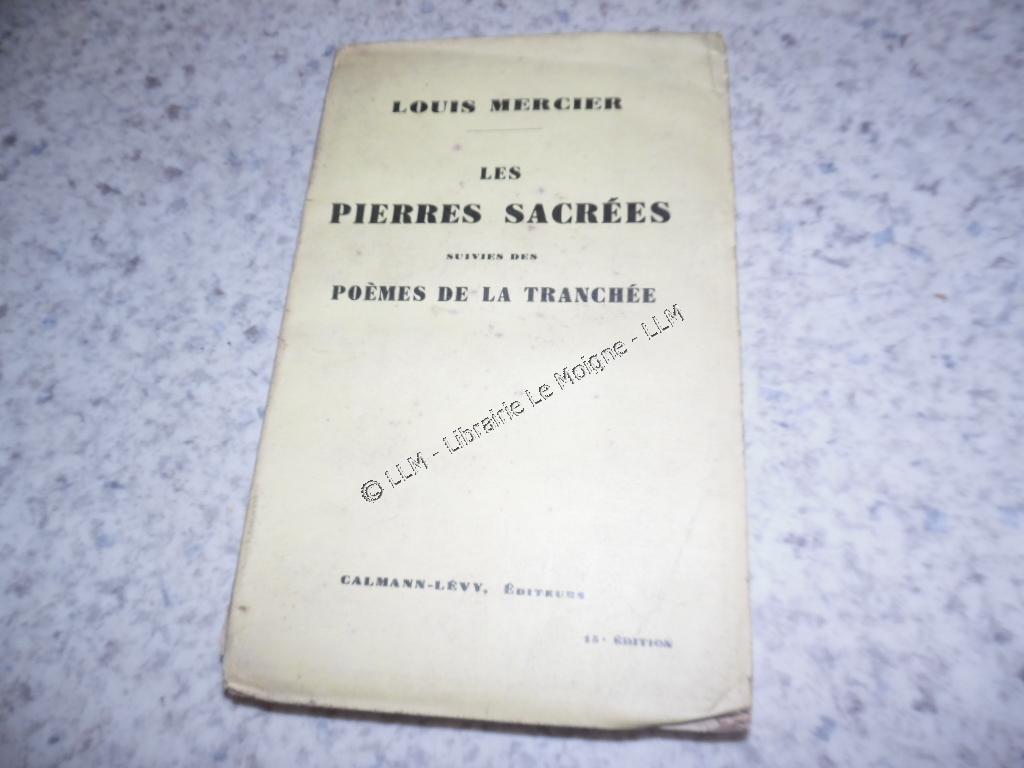 LOUIS MERCIER
LES
PIERRES SACRÉES
SUIVIES DES
POÈMES DE LA TRANCHÉE
© LLM - Librairie Le Moigne - LLM
CALMANN-LÉVY, ÉDITEURS
15e ÉDITION